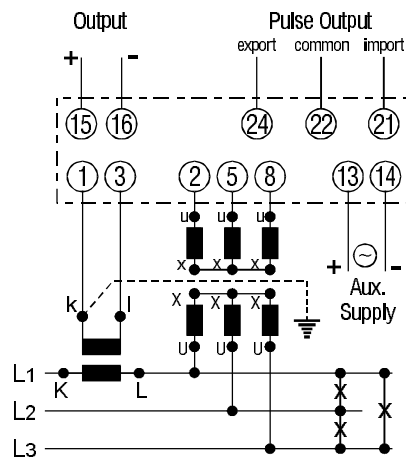 Output Pulse Output
export common import
+ -
15 16 24 22 21
1 3 2 5 8 13 14
u u u
+ ~ -
x x x
Aux.
Supply
k l x x x
U U U
L1
K L
X
L2
X X
L3